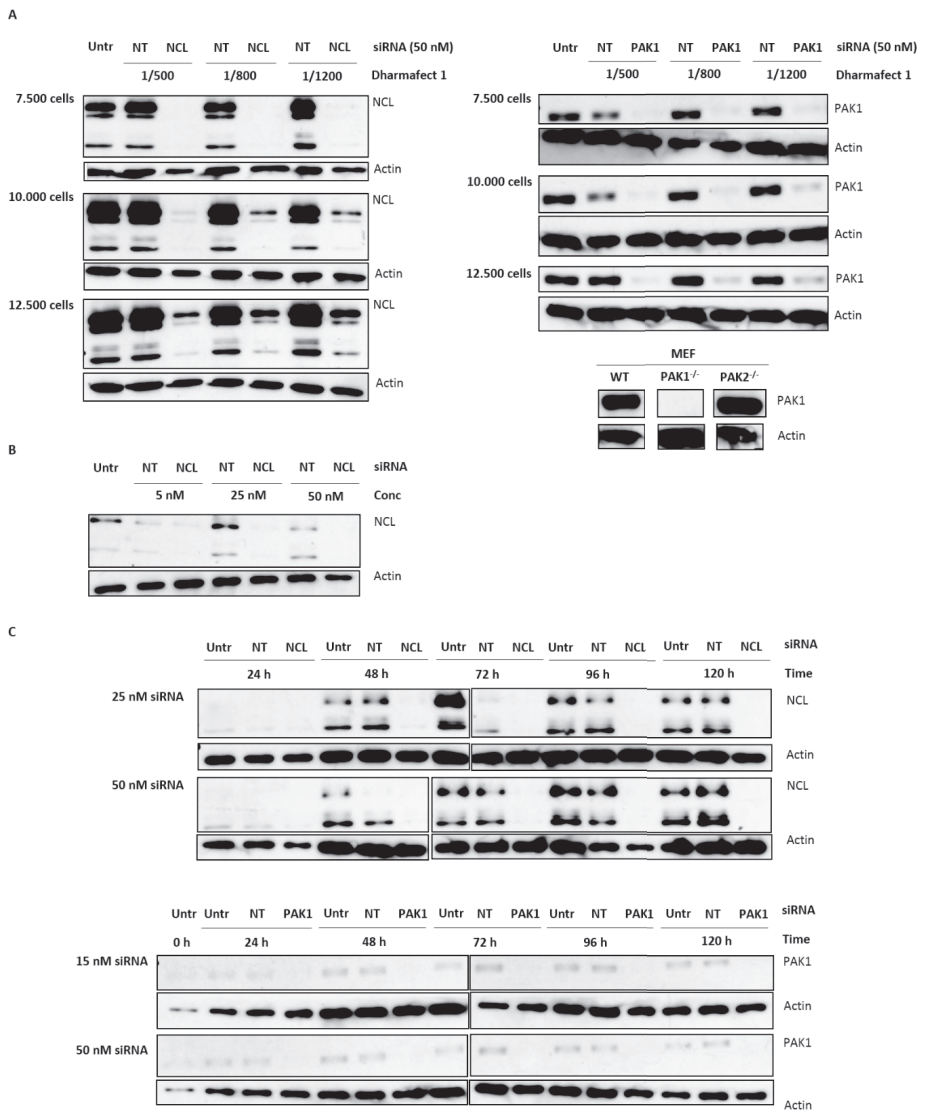 A
Untr NT NCL NT NCL NT NCL siRNA (50 nM)
1/500 1/800 1/1200 Dharmafect 1
7.500 cells NCL
Actin
10.000 cells NCL
Actin
12.500 cells NCL
Actin
Untr NT PAK1 NT PAK1 NT PAK1 siRNA (50 nM)
1/500 1/800 1/1200 Dharmafect 1
7.500 cells PAK1
Actin
10.000 cells PAK1
Actin
12.500 cells PAK1
Actin
MEF
WT PAK1-/- PAK2-/-
PAK1
Actin
B
Untr NT NCL NT NCL NT NCL siRNA
5 nM 25 nM 50 nM Conc
NCL
Actin
C
Untr NT NCL Untr NT NCL Untr NT NCL Untr NT NCL Untr NT NCL siRNA
24 h 48 h 72 h 96 h 120 h Time
25 nM siRNA NCL
Actin
50 nM siRNA NCL
Actin
Untr Untr NT PAK1 Untr NT PAK1 Untr NT PAK1 Untr NT PAK1 Untr NT PAK1 siRNA
0 h 24 h 48 h 72 h 96 h 120 h Time
15 nM siRNA PAK1
Actin
50 nM siRNA PAK1
Actin